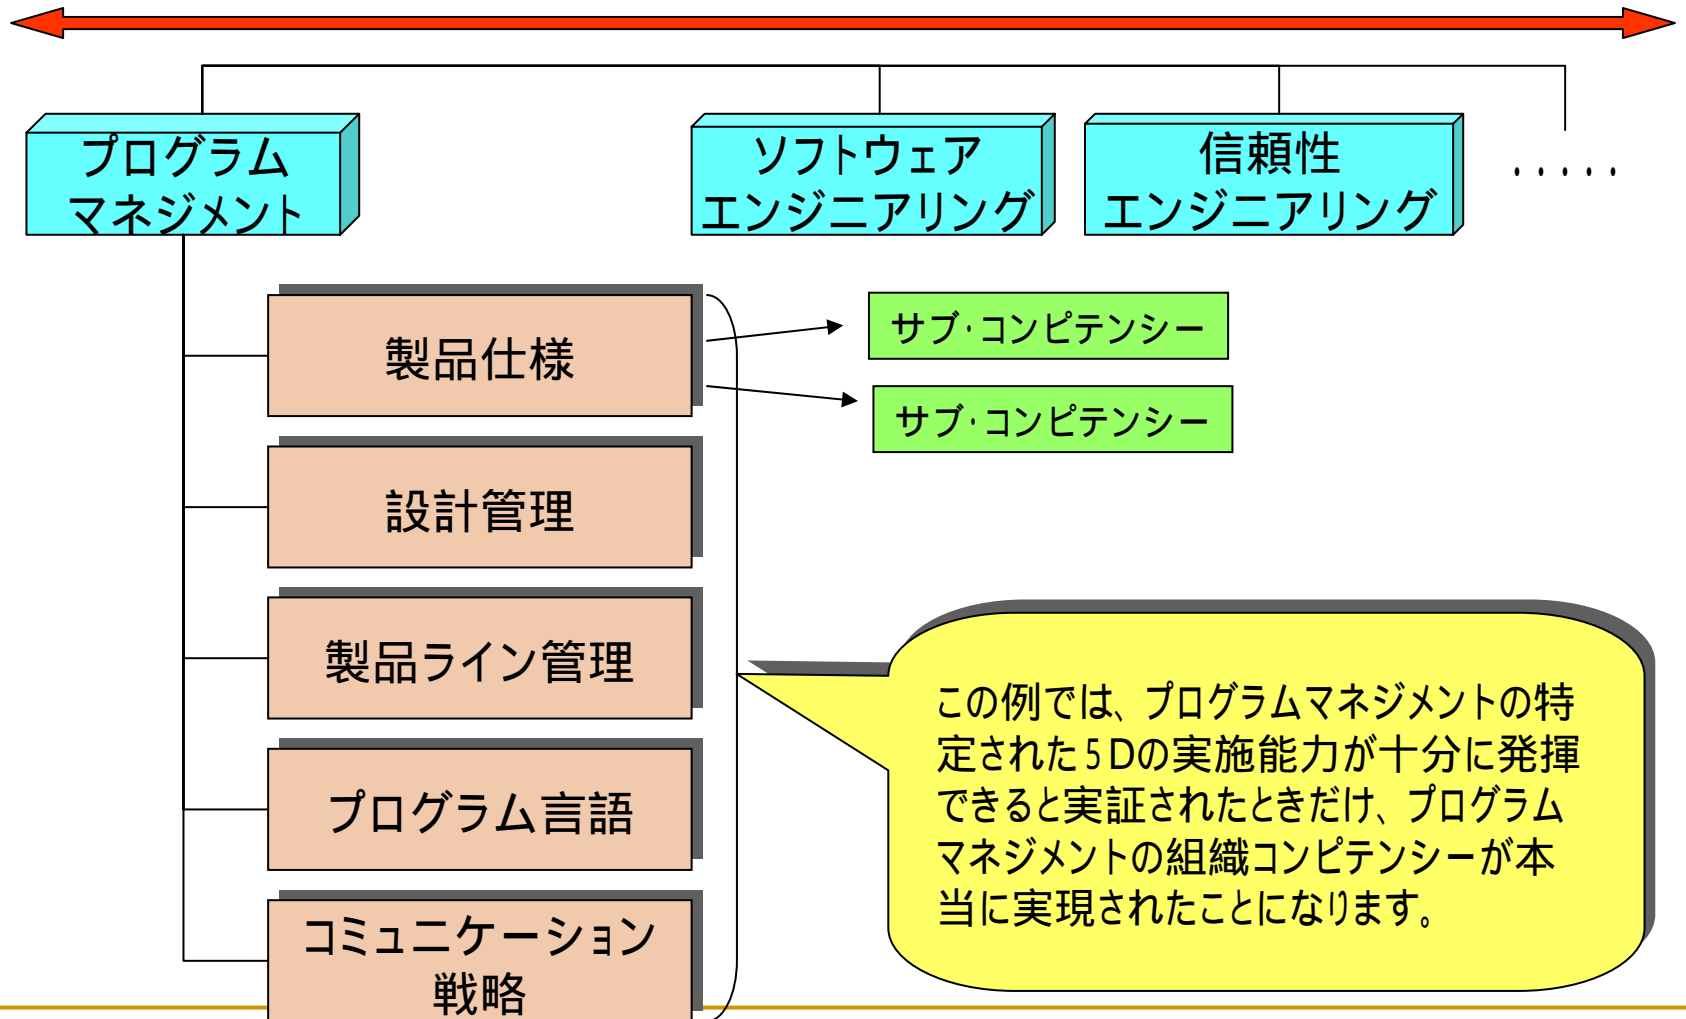 プログラム
マネジメント
ソフトウェア
エンジニアリング
信頼性
エンジニアリング
・・・・・
製品仕様
サブ・コンピテンシー
サブ・コンピテンシー
設計管理
製品ライン管理
プログラム言語
コミュニケーション
戦略
この例では、プログラムマネジメントの特
定された5Dの実施能力が十分に発揮
できると実証されたときだけ、プログラム
マネジメントの組織コンピテンシーが本
当に実現されたことになります。